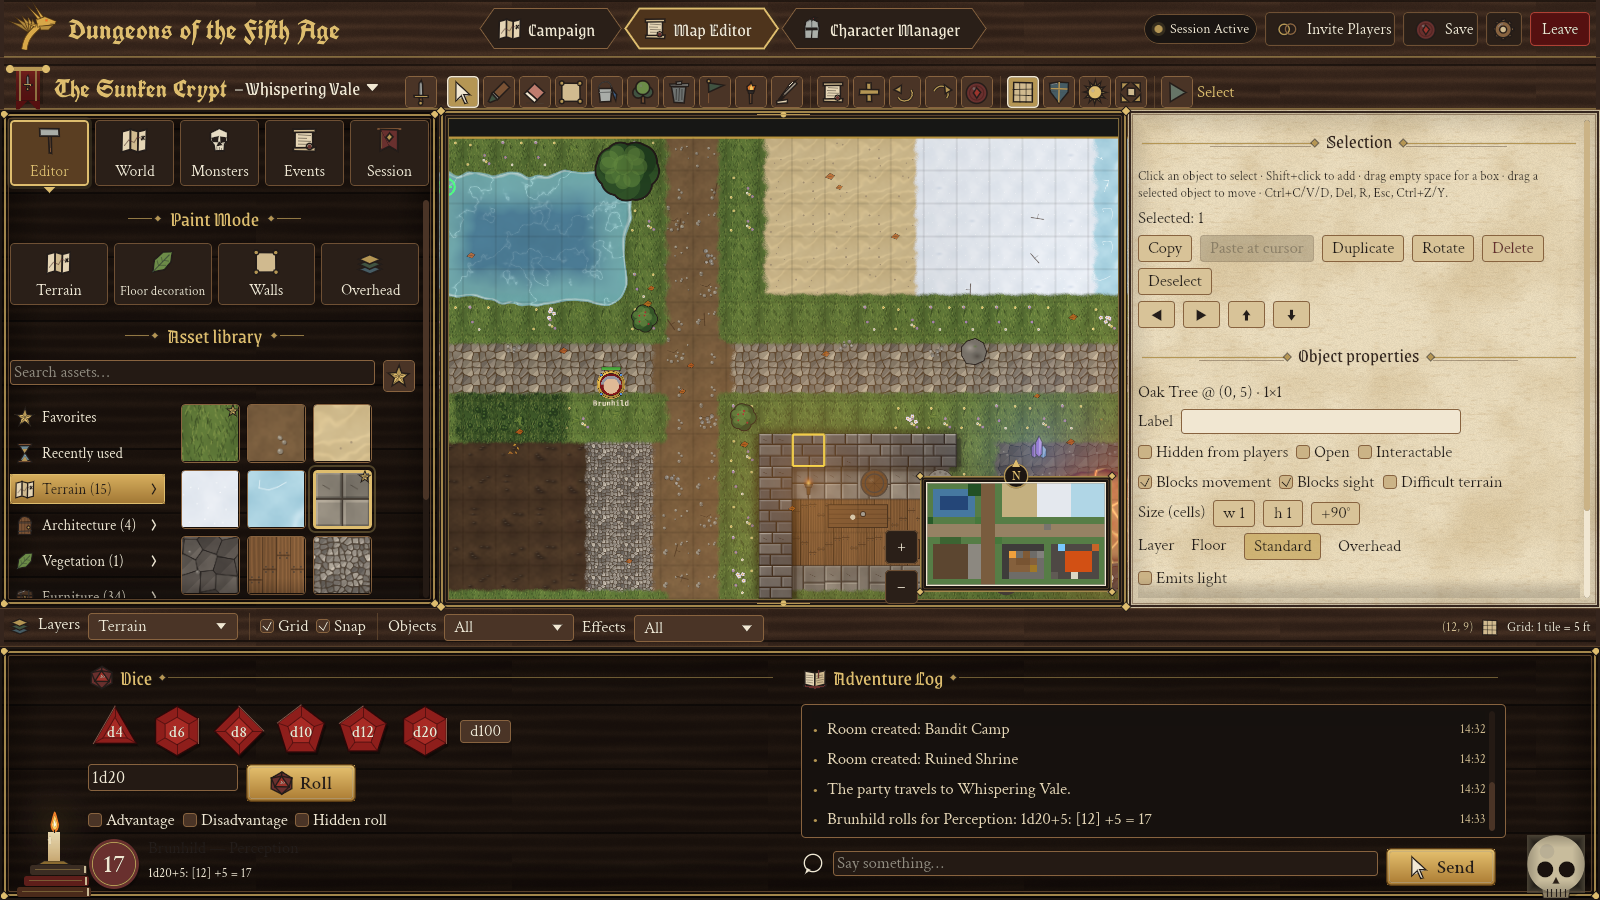 Dungeons of the Fifth Age
Campaign
Map Editor
Character Manager
Session Active
Invite Players
Save
Leave
The Sunken Crypt – Whispering Vale
Select
Editor
World
Monsters
Events
Session
Paint Mode
Terrain
Floor decoration
Walls
Overhead
Asset library
Search assets...
Favorites
Recently used
Terrain (15)
Architecture (4)
Vegetation (1)
Furniture (34)
Brunhild
N
+
−
Selection
Click an object to select · Shift+click to add · drag empty space for a box · drag a
selected object to move · Ctrl+C/V/D, Del, R, Esc, Ctrl+Z/Y.
Selected: 1
Copy
Paste at cursor
Duplicate
Rotate
Delete
Deselect
Object properties
Oak Tree @ (0, 5) · 1×1
Label
Hidden from players
Open
Interactable
Blocks movement
Blocks sight
Difficult terrain
Size (cells)
w 1
h 1
+90°
Layer
Floor
Standard
Overhead
Emits light
Layers
Terrain
Grid
Snap
Objects
All
Effects
All
(12, 9)
Grid: 1 tile = 5 ft
Dice
d4
d6
d8
d10
d12
d20
d100
1d20
Roll
Advantage
Disadvantage
Hidden roll
17
Brunhild – Perception
1d20+5: [12] +5 = 17
Adventure Log
Room created: Bandit Camp 14:32
Room created: Ruined Shrine 14:32
The party travels to Whispering Vale. 14:32
Brunhild rolls for Perception: 1d20+5: [12] +5 = 17 14:33
Say something...
Send